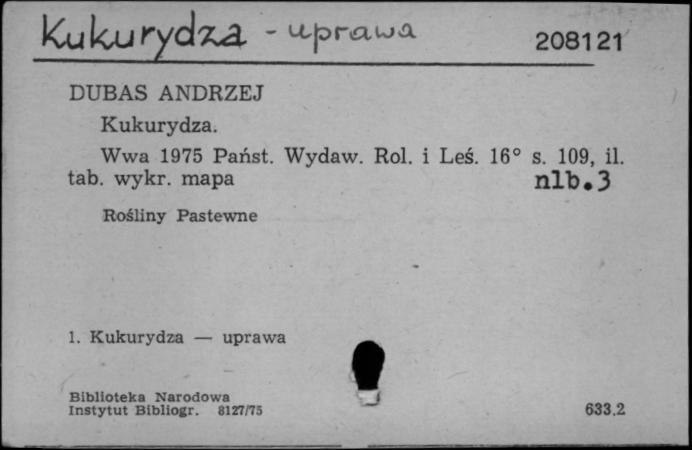 Kukurydza - uprawa 208121
DUBAS ANDRZEJ
Kukurydza.
Wwa 1975 Państ. Wydaw. Rol. i Leś. 16° s. 109, il.
tab. wykr. mapa nlb.3
Rośliny Pastewne
1. Kukurydza — uprawa
Biblioteka Narodowa
Instytut Bibliogr. 8127/75 633.2